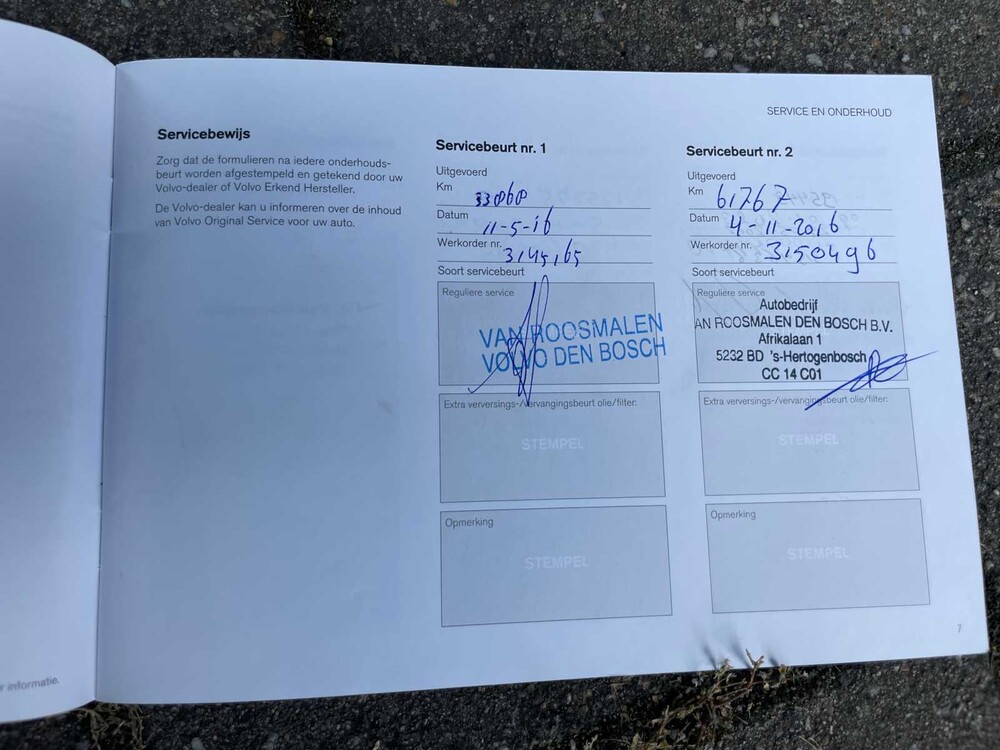 SERVICE EN ONDERHOUD
Servicebewijs
Zorg dat de formulieren na iedere onderhouds-
beurt worden afgestempeld en getekend door uw
Volvo-dealer of Volvo Erkend Hersteller.
De Volvo-dealer kan u informeren over de inhoud
van Volvo Original Service voor uw auto.
Servicebeurt nr. 1
Uitgevoerd
Km
Datum 11-5-16
Werkorder nr. 3145165
Soort servicebeurt
Reguliere service
VAN ROOSMALEN
VOLVO DEN BOSCH
Extra verversings-/vervangingsbeurt olie/filter:
STEMPEL
Opmerking
STEMPEL
Servicebeurt nr. 2
Uitgevoerd
Km 61767
Datum 4-11-2016
Werkorder nr. 3150496
Soort servicebeurt
Reguliere service
Autobedrijf
AN ROOSMALEN DEN BOSCH B.V.
Afrikalaan 1
5232 BD 's-Hertogenbosch
CC 14 C01
Extra verversings-/vervangingsbeurt olie/filter:
STEMPEL
Opmerking
STEMPEL
7
r informatie.